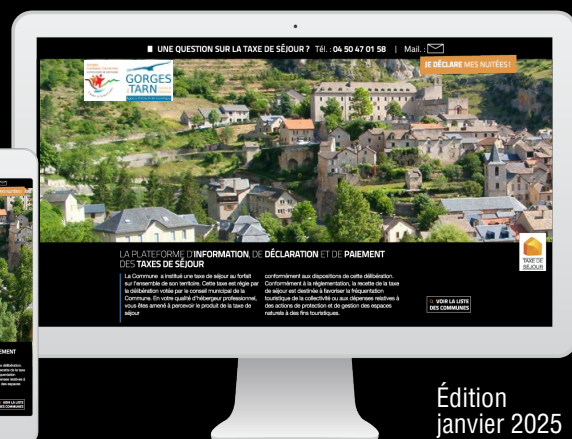 UNE QUESTION SUR LA TAXE DE SÉJOUR ? Tél. : 04 50 47 01 58 | Mail. :
JE DÉCLARE MES NUITÉES !
GORGES
TARN
LA PLATEFORME D'INFORMATION, DE DÉCLARATION ET DE PAIEMENT
DES TAXES DE SÉJOUR
La Commune a institué une taxe de séjour au forfait
sur l'ensemble de son territoire. Cette taxe est régie par
la délibération votée par le conseil municipal de la
Commune. En votre qualité d'hébergeur professionnel,
vous êtes amené à percevoir le produit de la taxe de
séjour
conformément aux dispositions de cette délibération.
Conformément à la réglementation, la recette de la taxe
de séjour est destinée à favoriser la fréquentation
touristique de la collectivité ou aux dépenses relatives à
des actions de protection et de gestion des espaces
naturels à des fins touristiques.
TAXE DE
SÉJOUR
VOIR LA LISTE
DES COMMUNES
EMENT
VOIR LA LISTE
DES COMMUNES
Édition
janvier 2025